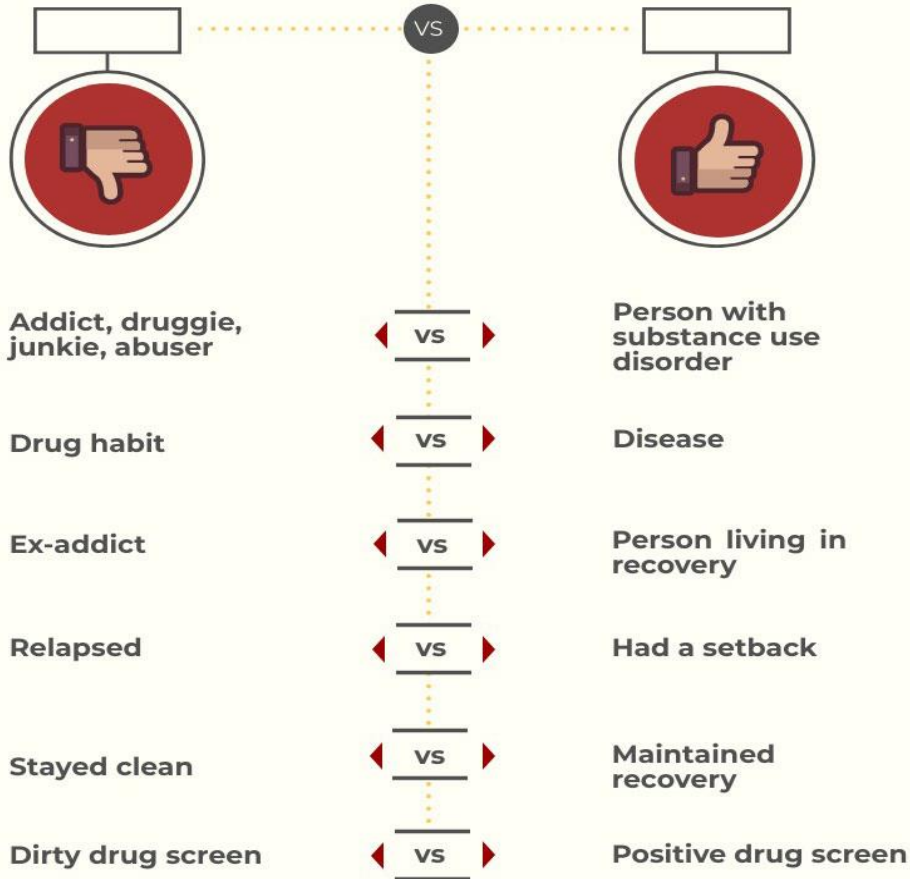 VS
Addict, druggie,
junkie, abuser
vs
Person with
substance use
disorder
Drug habit
vs
Disease
Ex-addict
vs
Person living in
recovery
Relapsed
vs
Had a setback
Stayed clean
vs
Maintained
recovery
Dirty drug screen
vs
Positive drug screen